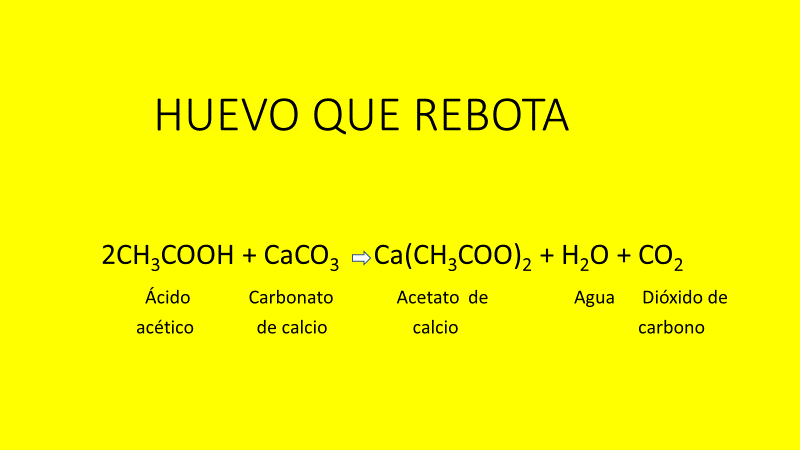 HUEVO QUE REBOTA
2CH₃COOH + CaCO₃ ⇨ Ca(CH₃COO)₂ + H₂O + CO₂
Ácido Carbonato Acetato de Agua Dióxido de
acético de calcio calcio carbono